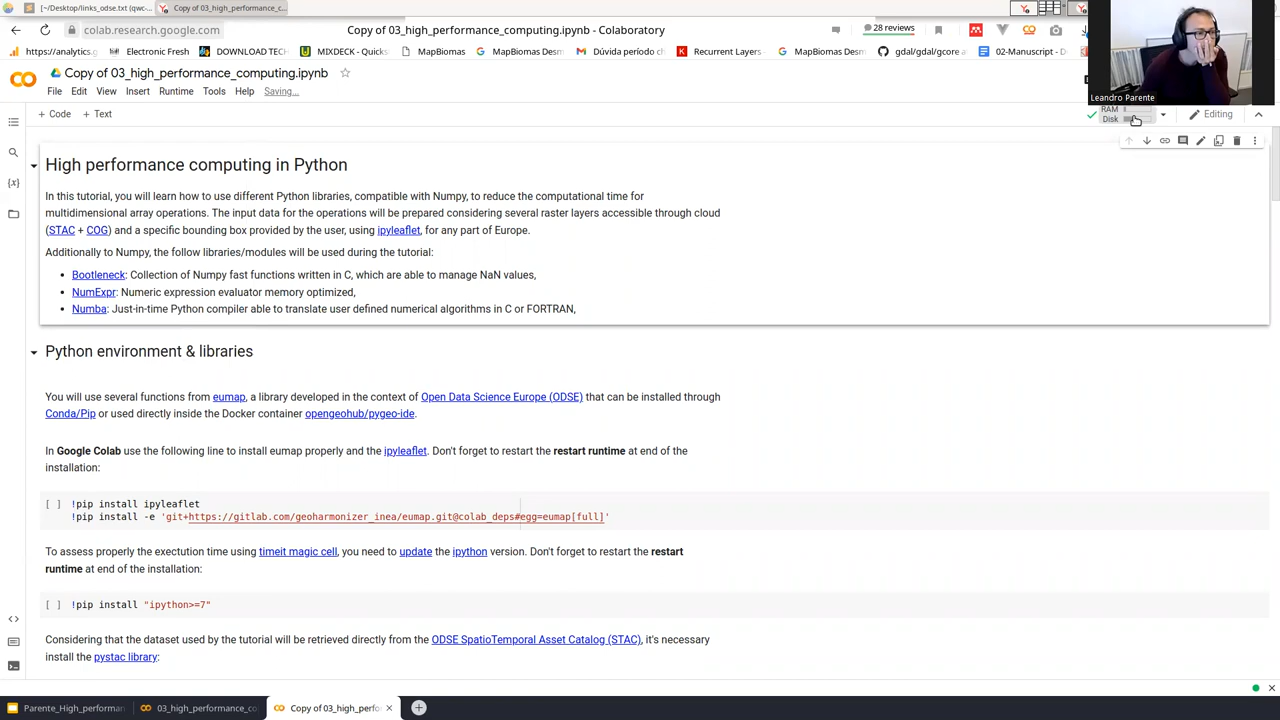 [~/Desktop/links_odse.txt (qwc-
Copy of 03_high_performance_c
colab.research.google.com
Copy of 03_high_performance_computing.ipynb - Colaboratory
28 reviews
https://analytics.
Electronic Fresh
DOWNLOAD TECH
MIXDECK - Quicks
MapBiomas
MapBiomas Desm
Dúvida período c
Recurrent Layers
MapBiomas Desm
gdal/gdal/gcore
02-Manuscript - D
Leandro Parente
Copy of 03_high_performance_computing.ipynb
File Edit View Insert Runtime Tools Help Saving...
+ Code + Text
RAM
Disk
Editing
High performance computing in Python
In this tutorial, you will learn how to use different Python libraries, compatible with Numpy, to reduce the computational time for
multidimensional array operations. The input data for the operations will be prepared considering several raster layers accessible through cloud
(STAC + COG) and a specific bounding box provided by the user, using ipyleaflet, for any part of Europe.
Additionally to Numpy, the follow libraries/modules will be used during the tutorial:
• Bootleneck: Collection of Numpy fast functions written in C, which are able to manage NaN values,
• NumExpr: Numeric expression evaluator memory optimized,
• Numba: Just-in-time Python compiler able to translate user defined numerical algorithms in C or FORTRAN,
Python environment & libraries
You will use several functions from eumap, a library developed in the context of Open Data Science Europe (ODSE) that can be installed through
Conda/Pip or used directly inside the Docker container opengeohub/pygeo-ide.
In Google Colab use the following line to install eumap properly and the ipyleaflet. Don't forget to restart the restart runtime at end of the
installation:
[ ] !pip install ipyleaflet
!pip install -e 'git+https://gitlab.com/geoharmonizer_inea/eumap.git@colab_deps#egg=eumap[full]'
To assess properly the exectution time using timeit magic cell, you need to update the ipython version. Don't forget to restart the restart
runtime at end of the installation:
[ ] !pip install "ipython>=7"
Considering that the dataset used by the tutorial will be retrieved directly from the ODSE SpatioTemporal Asset Catalog (STAC), it's necessary
install the pystac library:
Parente_High_performan
03_high_performance_co
Copy of 03_high_perfor